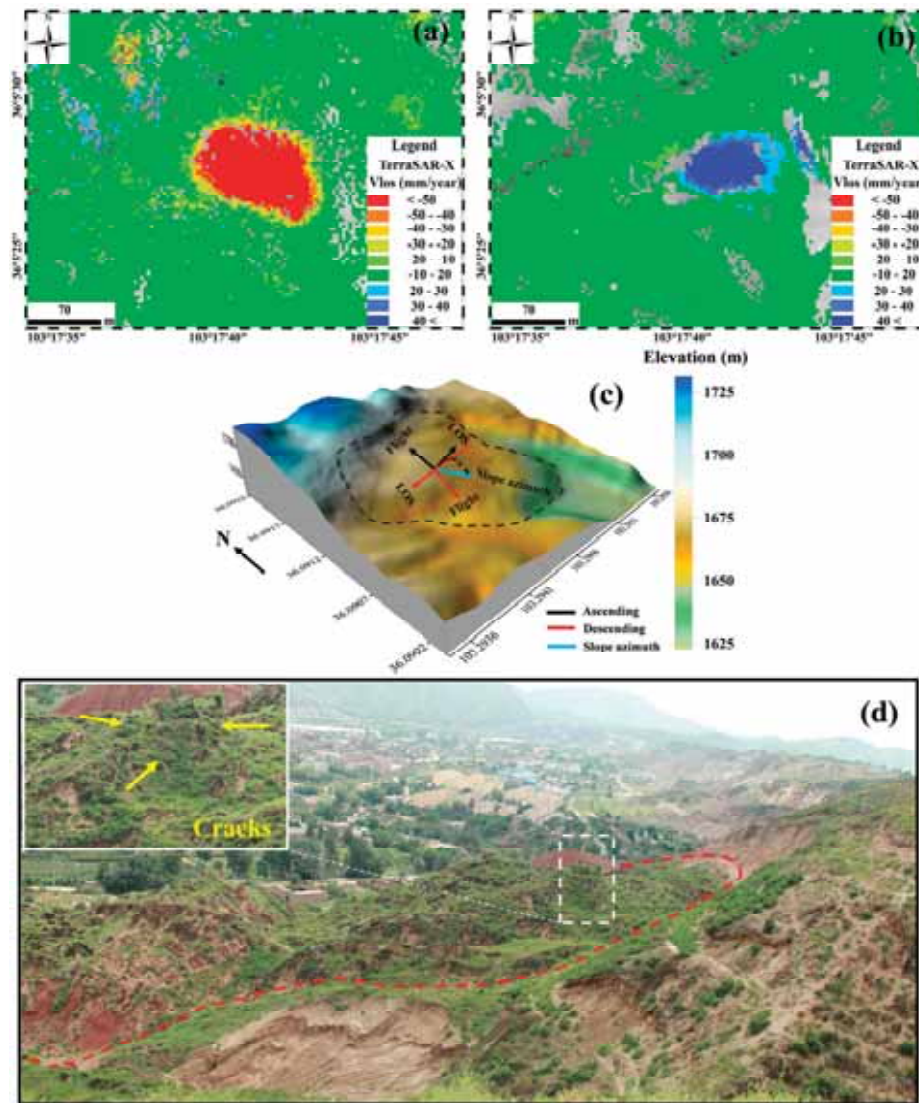 (a)
36°5'30"
36°5'25"
Legend
TerraSAR-X
Vlos (mm/year)
< -50
-50 - -40
-40 - -30
20 10
-10 - 20
20 - 30
30 - 40
40 <
70
m
103°17'35"
103°17'40"
103°17'45"
(b)
36°5'30"
36°5'25"
Legend
TerraSAR-X
Vlos (mm/year)
< -50
-50 - -40
-40 - -30
20 10
-10 - 20
20 - 30
30 - 40
40 <
70
m
103°17'35"
103°17'40"
103°17'45"
(c)
Elevation (m)
1725
1700
1675
1650
1625
Flight
LOS
Slope azimuth
LOS
Flight
N
36.0902
Ascending
Descending
Slope azimuth
(d)
Cracks